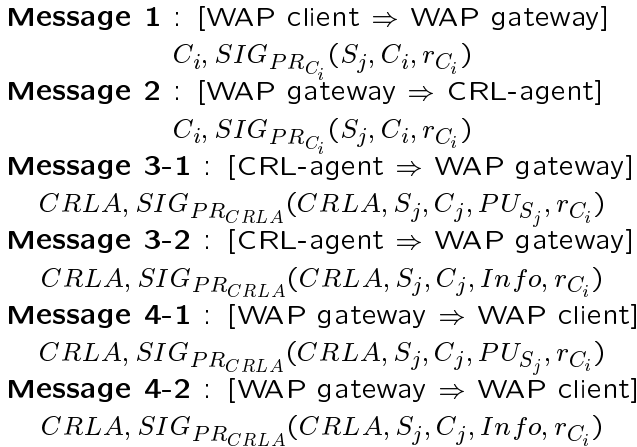 Message 1 : [WAP client ⇒ WAP gateway]
C_i, SIG_{PR_{C_i}}(S_j, C_i, r_{C_i})
Message 2 : [WAP gateway ⇒ CRL-agent]
C_i, SIG_{PR_{C_i}}(S_j, C_i, r_{C_i})
Message 3-1 : [CRL-agent ⇒ WAP gateway]
CRLA, SIG_{PR_{CRLA}}(CRLA, S_j, C_j, PU_{S_j}, r_{C_i})
Message 3-2 : [CRL-agent ⇒ WAP gateway]
CRLA, SIG_{PR_{CRLA}}(CRLA, S_j, C_j, Info, r_{C_i})
Message 4-1 : [WAP gateway ⇒ WAP client]
CRLA, SIG_{PR_{CRLA}}(CRLA, S_j, C_j, PU_{S_j}, r_{C_i})
Message 4-2 : [WAP gateway ⇒ WAP client]
CRLA, SIG_{PR_{CRLA}}(CRLA, S_j, C_j, Info, r_{C_i})